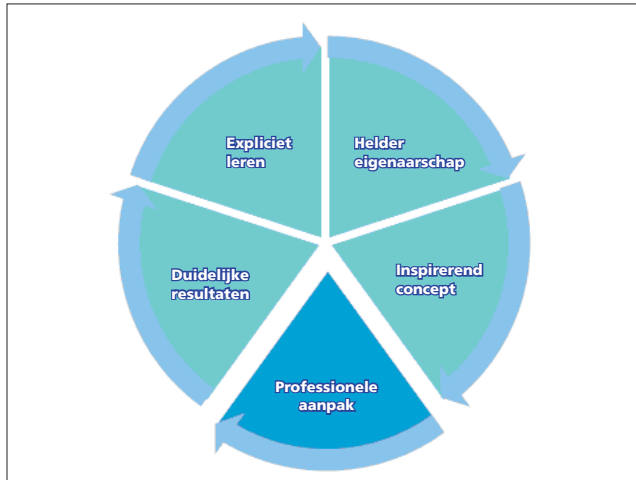 Expliciet
leren
Helder
eigenaarschap
Duidelijke
resultaten
Inspirerend
concept
Professionele
aanpak